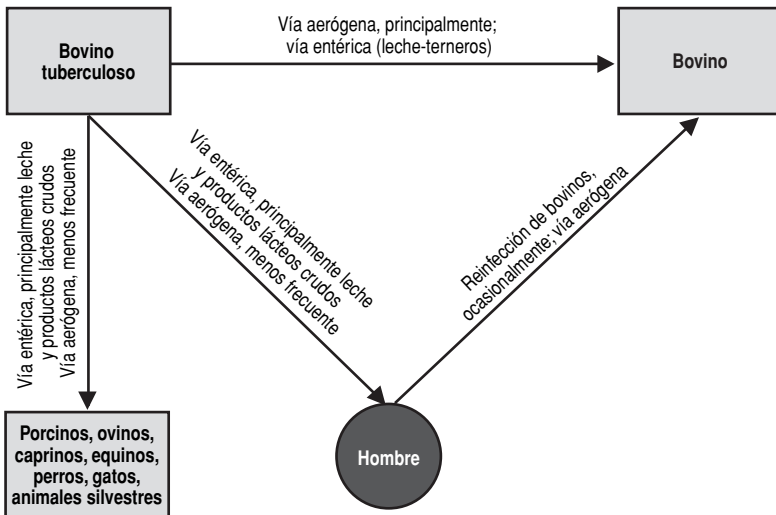 Vía aerógena, principalmente;
vía entérica (leche-terneros)
Bovino
tuberculoso
Bovino
Vía entérica, principalmente leche
y productos lácteos crudos
Vía aerógena, menos frecuente
Vía entérica, principalmente leche
y productos lácteos crudos
Vía aerógena, menos frecuente
Reinfección de bovinos,
ocasionalmente; vía aerógena
Porcinos, ovinos,
caprinos, equinos,
perros, gatos,
animales silvestres
Hombre